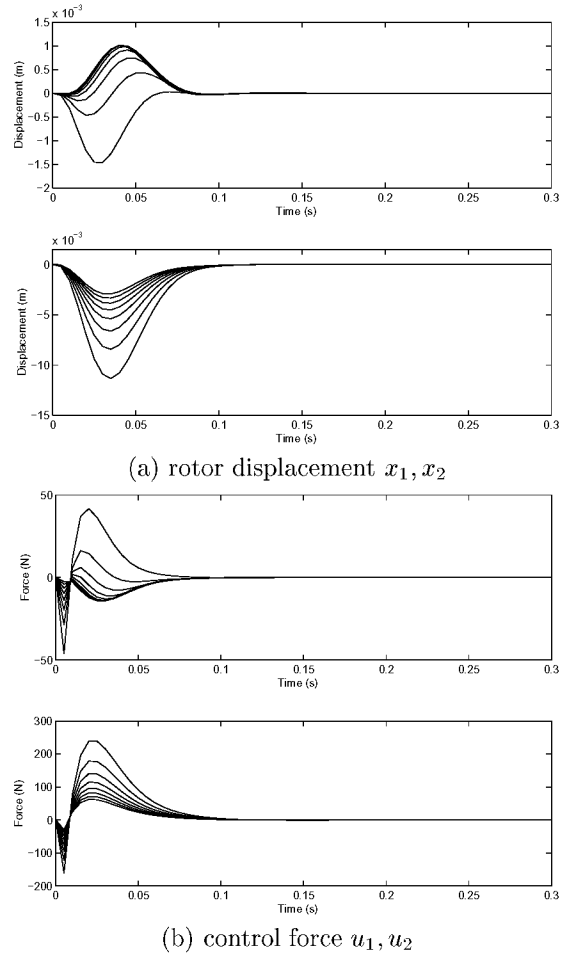 x 10⁻³
1.5
1
0.5
0
−0.5
−1
−1.5
−2
Displacement (m)
0 0.05 0.1 0.15 0.2 0.25 0.3
Time (s)
x 10⁻³
0
−5
−10
−15
Displacement (m)
0 0.05 0.1 0.15 0.2 0.25 0.3
Time (s)
(a) rotor displacement x₁, x₂
50
0
−50
Force (N)
0 0.05 0.1 0.15 0.2 0.25 0.3
Time (s)
300
200
100
0
−100
−200
Force (N)
0 0.05 0.1 0.15 0.2 0.25 0.3
Time (s)
(b) control force u₁, u₂